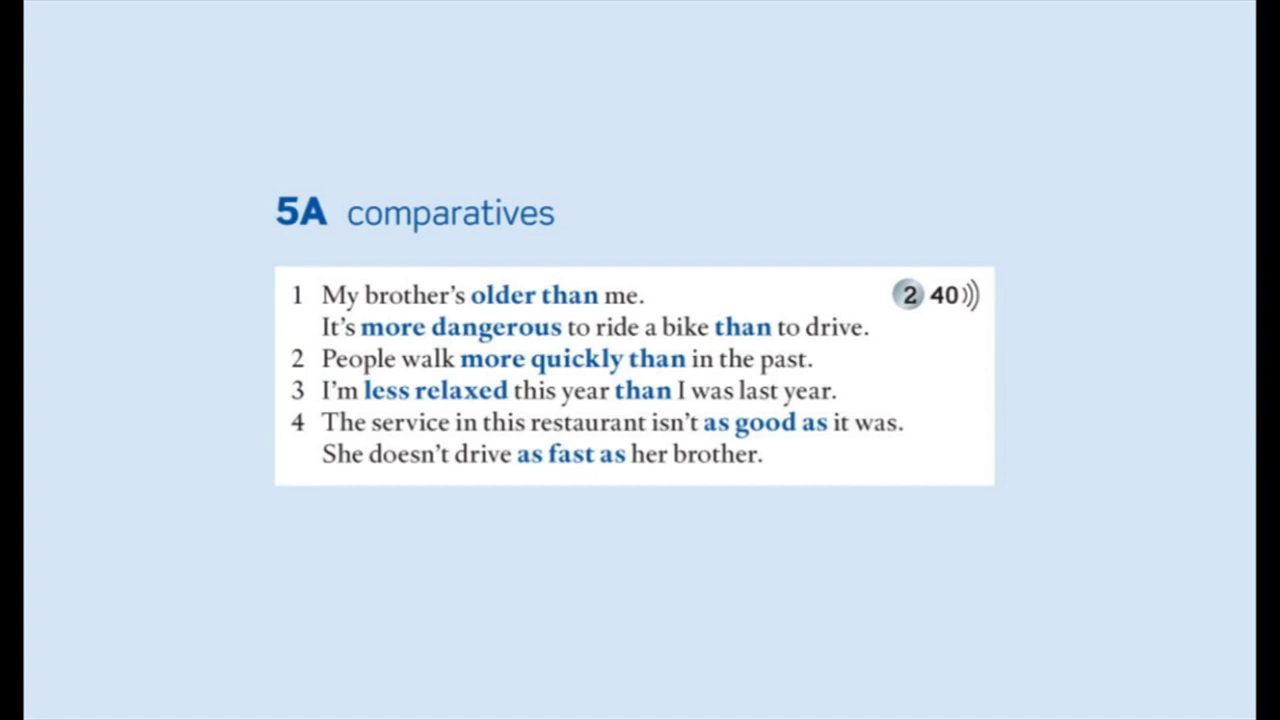 5A comparatives
1 My brother's older than me. 2 40
It's more dangerous to ride a bike than to drive.
2 People walk more quickly than in the past.
3 I'm less relaxed this year than I was last year.
4 The service in this restaurant isn't as good as it was.
She doesn't drive as fast as her brother.